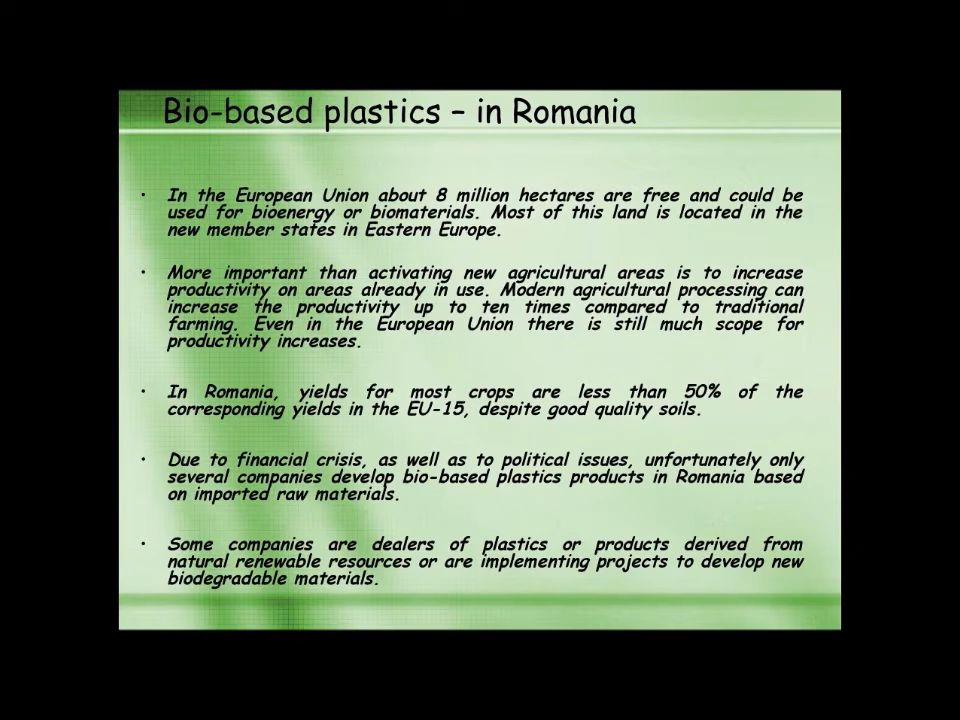 Bio-based plastics – in Romania
• In the European Union about 8 million hectares are free and could be
used for bioenergy or biomaterials. Most of this land is located in the
new member states in Eastern Europe.
• More important than activating new agricultural areas is to increase
productivity on areas already in use. Modern agricultural processing can
increase the productivity up to ten times compared to traditional
farming. Even in the European Union there is still much scope for
productivity increases.
• In Romania, yields for most crops are less than 50% of the
corresponding yields in the EU-15, despite good quality soils.
• Due to financial crisis, as well as to political issues, unfortunately only
several companies develop bio-based plastics products in Romania based
on imported raw materials.
• Some companies are dealers of plastics or products derived from
natural renewable resources or are implementing projects to develop new
biodegradable materials.